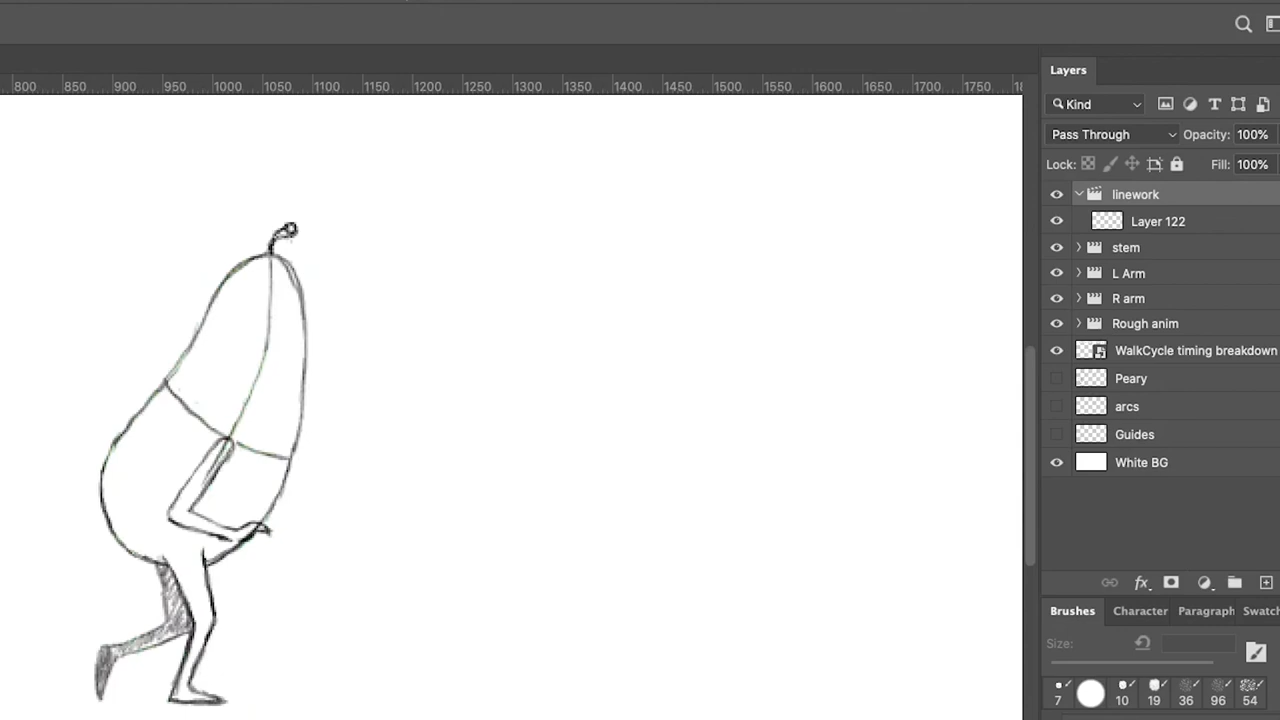 800 850 900 950 1000 1050 1100 1150 1200 1250 1300 1350 1400 1450 1500 1550 1600 1650 1700 1750
Layers
Kind
Pass Through Opacity: 100%
Lock: Fill: 100%
linework
Layer 122
stem
L Arm
R arm
Rough anim
WalkCycle timing breakdown
Peary
arcs
Guides
White BG
Brushes Character Paragraph Swatch
Size:
7 10 19 36 96 54